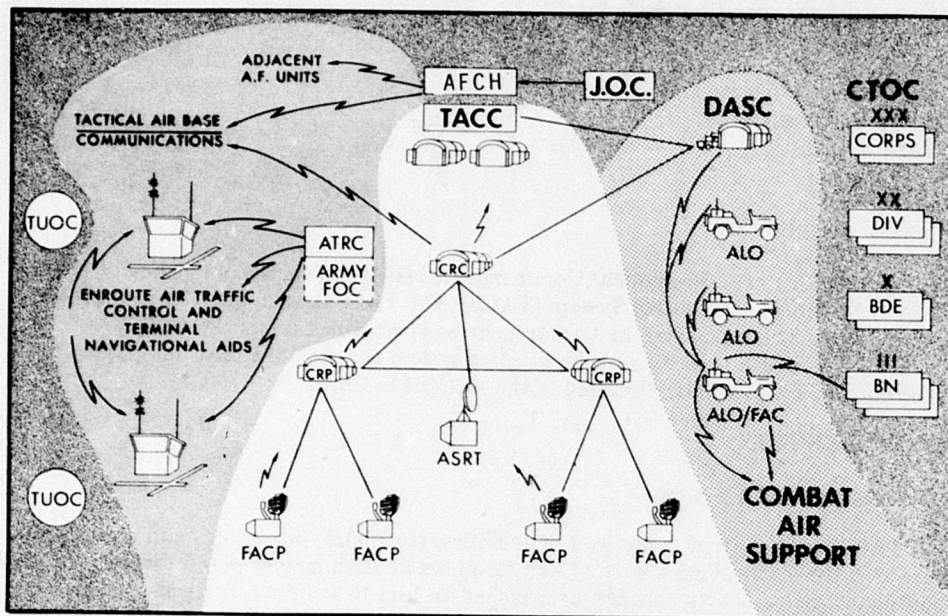 ADJACENT
A.F. UNITS
AFCH
J.O.C.
TACC
DASC
CTOC
XXX
CORPS
TACTICAL AIR BASE
COMMUNICATIONS
TUOC
ATRC
ARMY
FOC
CRC
ALO
XX
DIV
ENROUTE AIR TRAFFIC
CONTROL AND
TERMINAL
NAVIGATIONAL AIDS
ALO
X
BDE
CRP
CRP
ASRT
ALO/FAC
III
BN
TUOC
FACP
FACP
FACP
FACP
COMBAT
AIR
SUPPORT